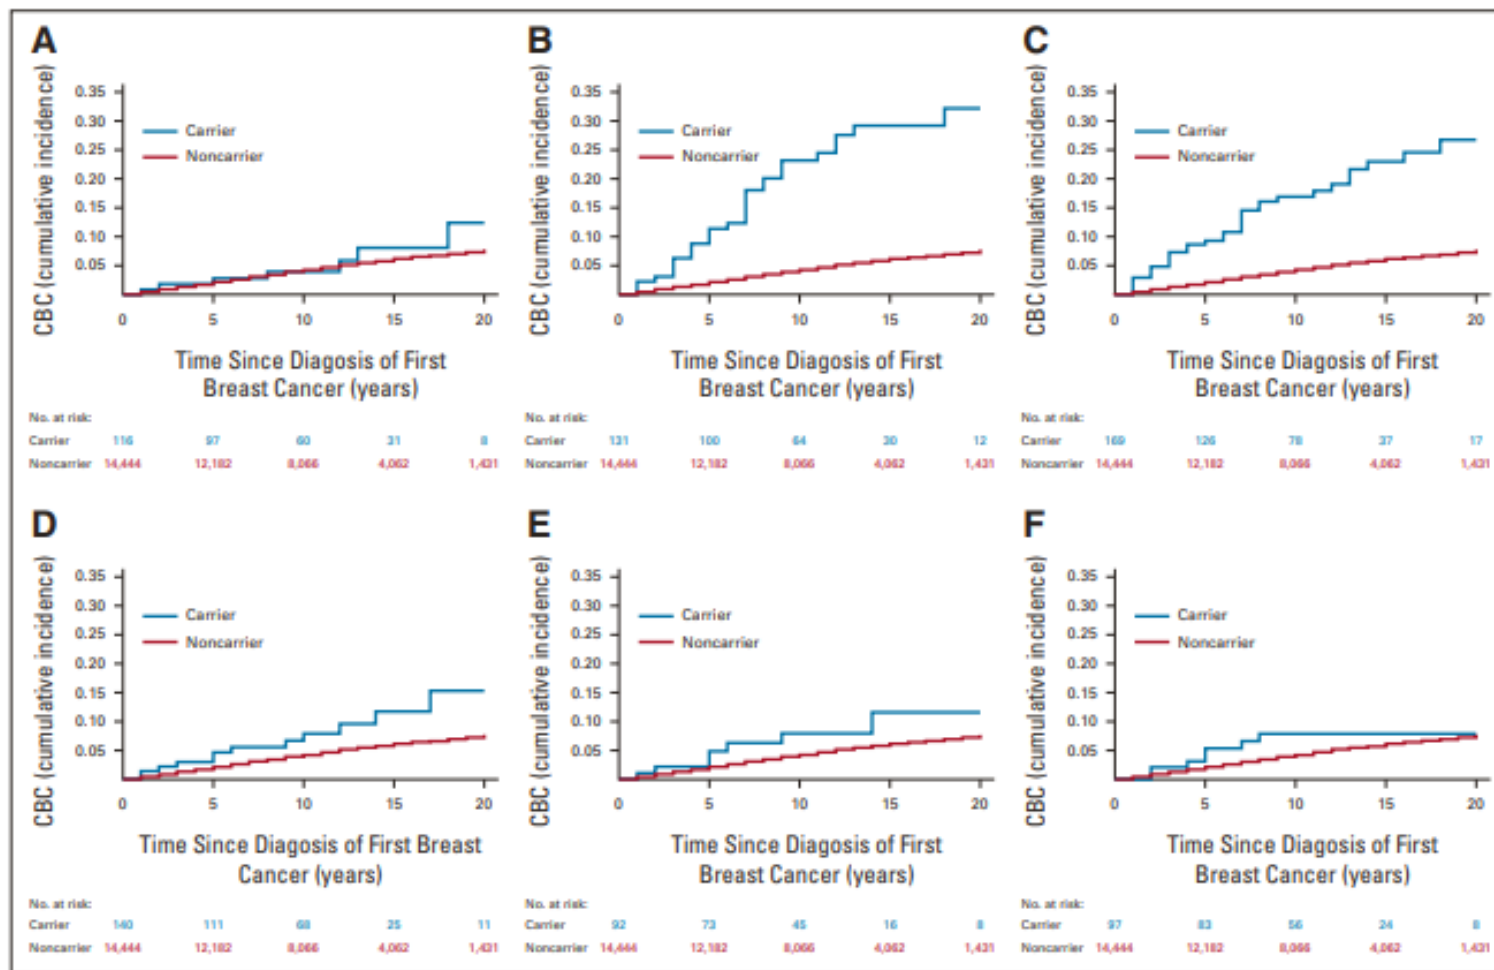 A
CBC (cumulative incidence)
0.35
0.30
0.25
0.20
0.15
0.10
0.05
Carrier
Noncarrier
0 5 10 15 20
Time Since Diagosis of First
Breast Cancer (years)
No. at risk:
Carrier 116 97 60 31 8
Noncarrier 14,444 12,182 8,066 4,062 1,431
B
CBC (cumulative incidence)
0.35
0.30
0.25
0.20
0.15
0.10
0.05
Carrier
Noncarrier
0 5 10 15 20
Time Since Diagosis of First
Breast Cancer (years)
No. at risk:
Carrier 131 100 64 30 12
Noncarrier 14,444 12,182 8,066 4,062 1,431
C
CBC (cumulative incidence)
0.35
0.30
0.25
0.20
0.15
0.10
0.05
Carrier
Noncarrier
0 5 10 15 20
Time Since Diagosis of First
Breast Cancer (years)
No. at risk:
Carrier 169 126 78 37 17
Noncarrier 14,444 12,182 8,066 4,062 1,431
D
CBC (cumulative incidence)
0.35
0.30
0.25
0.20
0.15
0.10
0.05
Carrier
Noncarrier
0 5 10 15 20
Time Since Diagosis of First Breast
Cancer (years)
No. at risk:
Carrier 140 111 68 25 11
Noncarrier 14,444 12,182 8,066 4,062 1,431
E
CBC (cumulative incidence)
0.35
0.30
0.25
0.20
0.15
0.10
0.05
Carrier
Noncarrier
0 5 10 15 20
Time Since Diagosis of First
Breast Cancer (years)
No. at risk:
Carrier 92 73 45 16 8
Noncarrier 14,444 12,182 8,066 4,062 1,431
F
CBC (cumulative incidence)
0.35
0.30
0.25
0.20
0.15
0.10
0.05
Carrier
Noncarrier
0 5 10 15 20
Time Since Diagosis of First
Breast Cancer (years)
No. at risk:
Carrier 97 83 56 24 8
Noncarrier 14,444 12,182 8,066 4,062 1,431